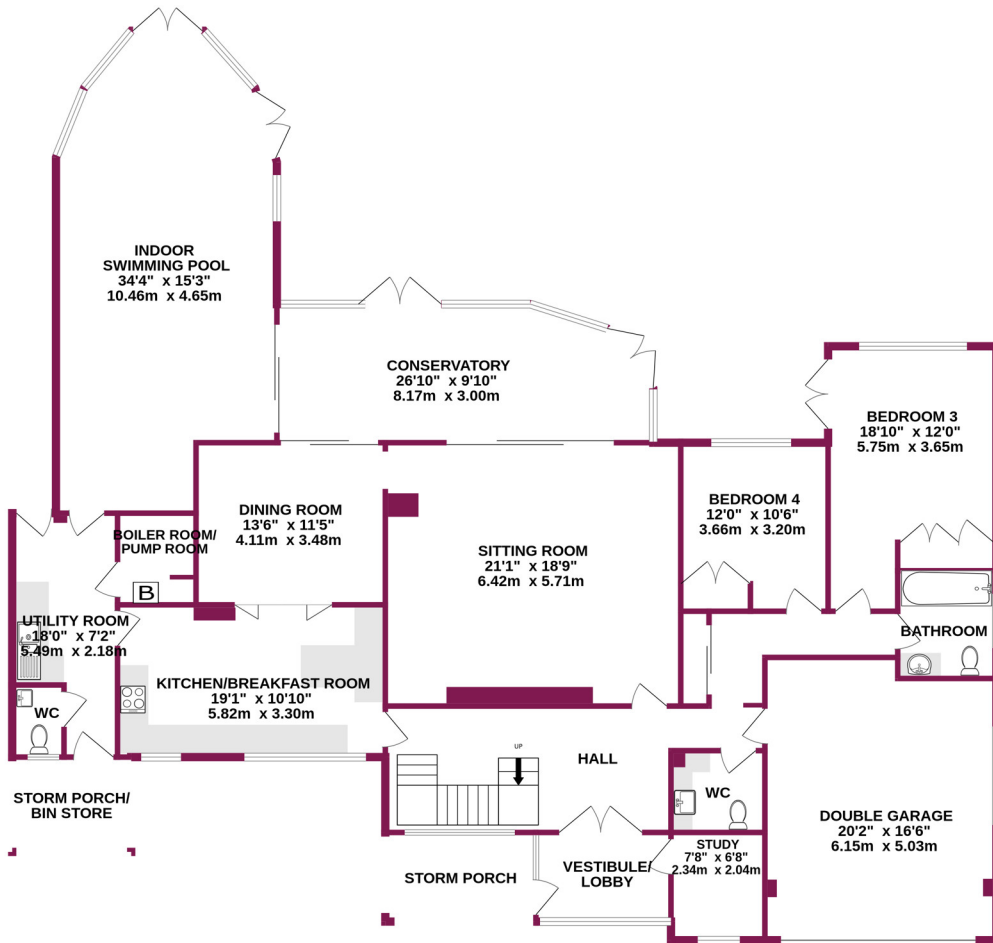 INDOOR
SWIMMING POOL
34'4" x 15'3"
10.46m x 4.65m
CONSERVATORY
26'10" x 9'10"
8.17m x 3.00m
BEDROOM 3
18'10" x 12'0"
5.75m x 3.65m
DINING ROOM
13'6" x 11'5"
4.11m x 3.48m
BEDROOM 4
12'0" x 10'6"
3.66m x 3.20m
BOILER ROOM/
PUMP ROOM
B
SITTING ROOM
21'1" x 18'9"
6.42m x 5.71m
UTILITY ROOM
18'0" x 7'2"
5.49m x 2.18m
BATHROOM
KITCHEN/BREAKFAST ROOM
19'1" x 10'10"
5.82m x 3.30m
WC
UP
HALL
WC
STORM PORCH/
BIN STORE
DOUBLE GARAGE
20'2" x 16'6"
6.15m x 5.03m
STUDY
7'8" x 6'8"
2.34m x 2.04m
VESTIBULE/
LOBBY
STORM PORCH